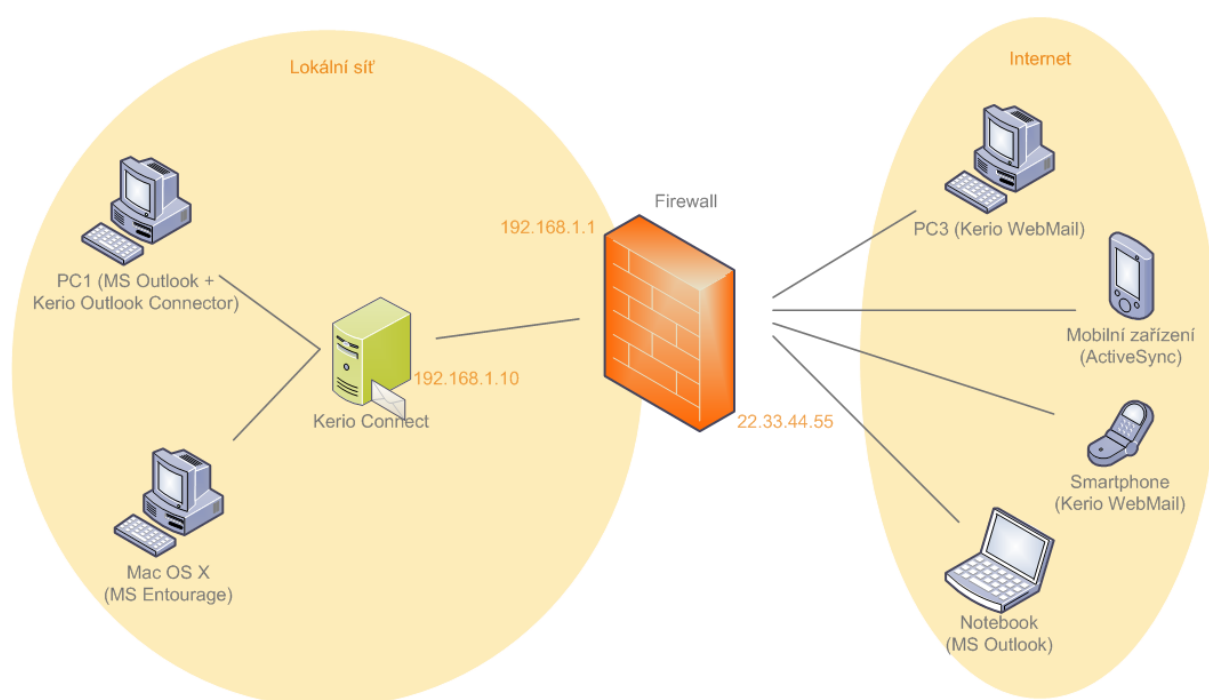 Lokální síť
PC1 (MS Outlook +
Kerio Outlook Connector)
Kerio Connect
192.168.1.10
Mac OS X
(MS Entourage)
Firewall
192.168.1.1
22.33.44.55
Internet
PC3 (Kerio WebMail)
Mobilní zařízení
(ActiveSync)
Smartphone
(Kerio WebMail)
Notebook
(MS Outlook)